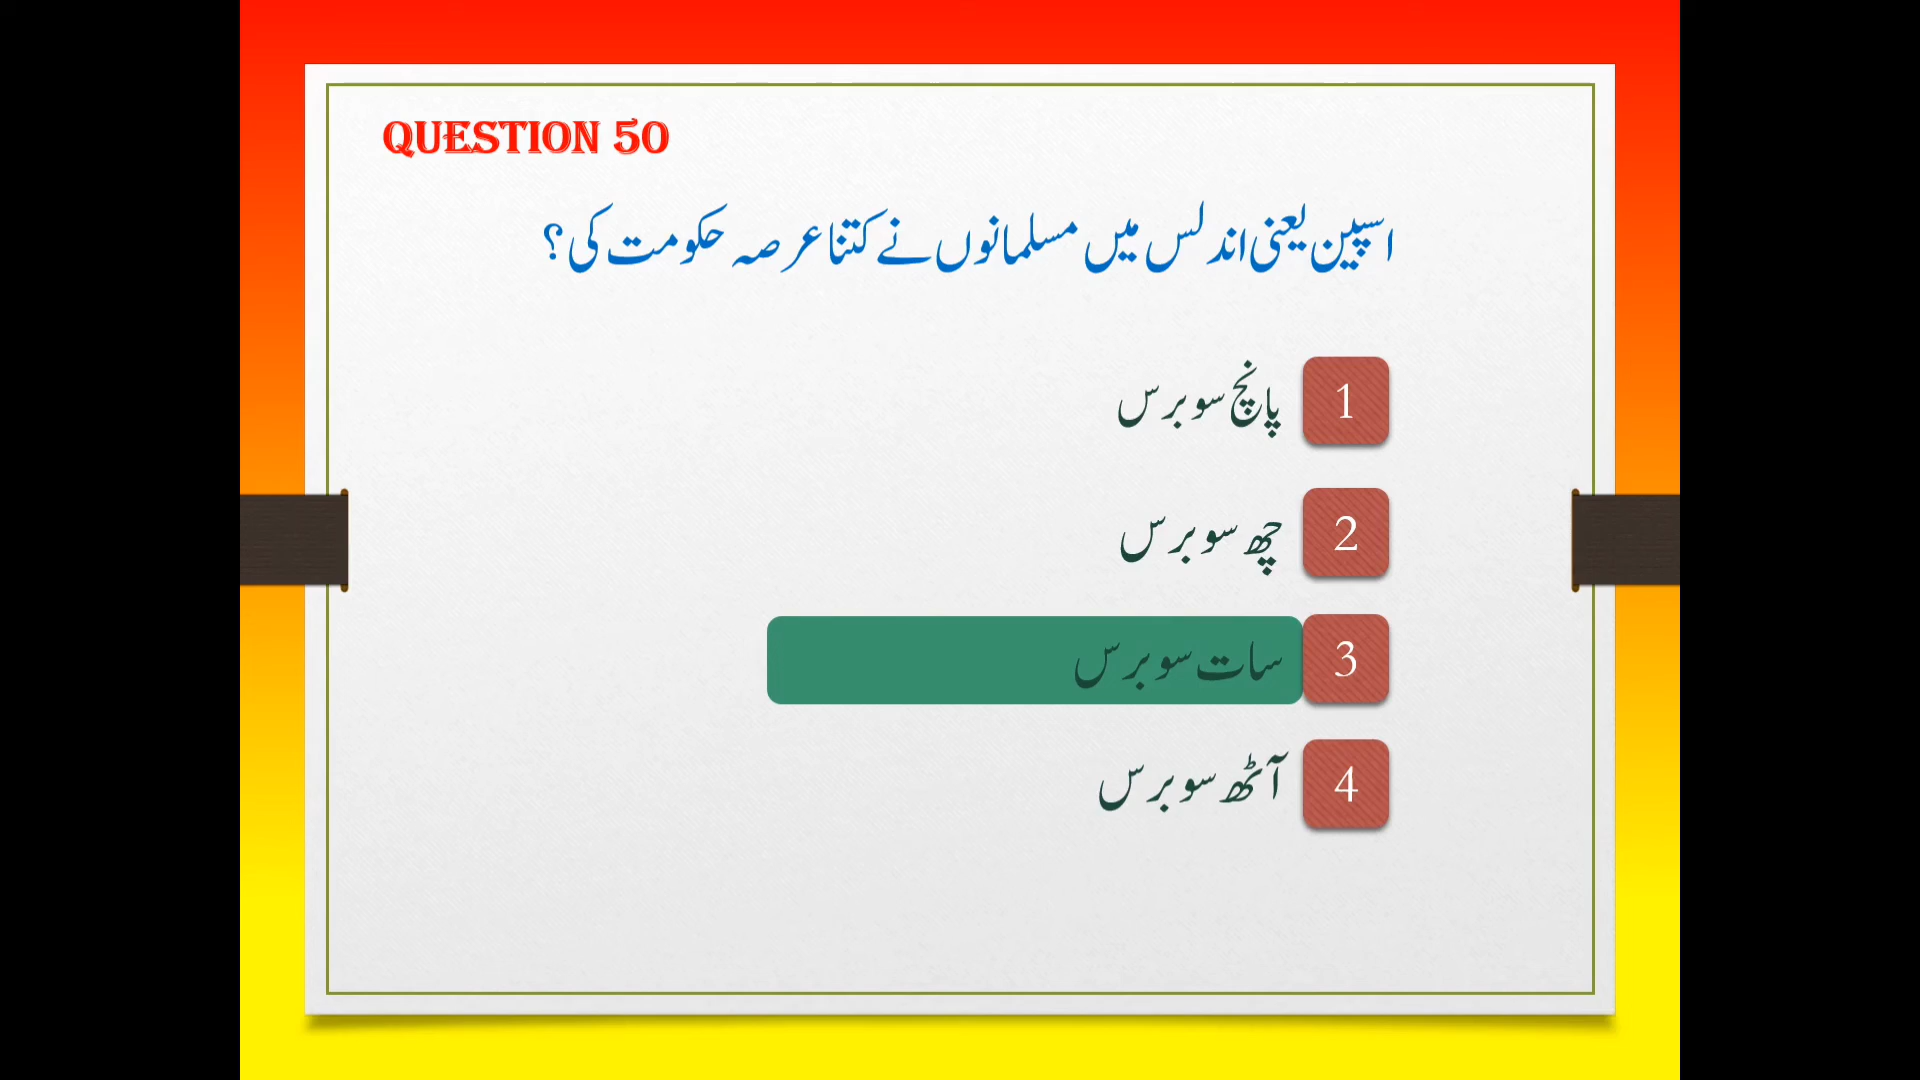 QUESTION 50
اسپین یعنی اندلس میں مسلمانوں نے کتنا عرصہ حکومت کی؟
1 پانچ سو برس
2 چھ سو برس
3 سات سو برس
4 آٹھ سو برس